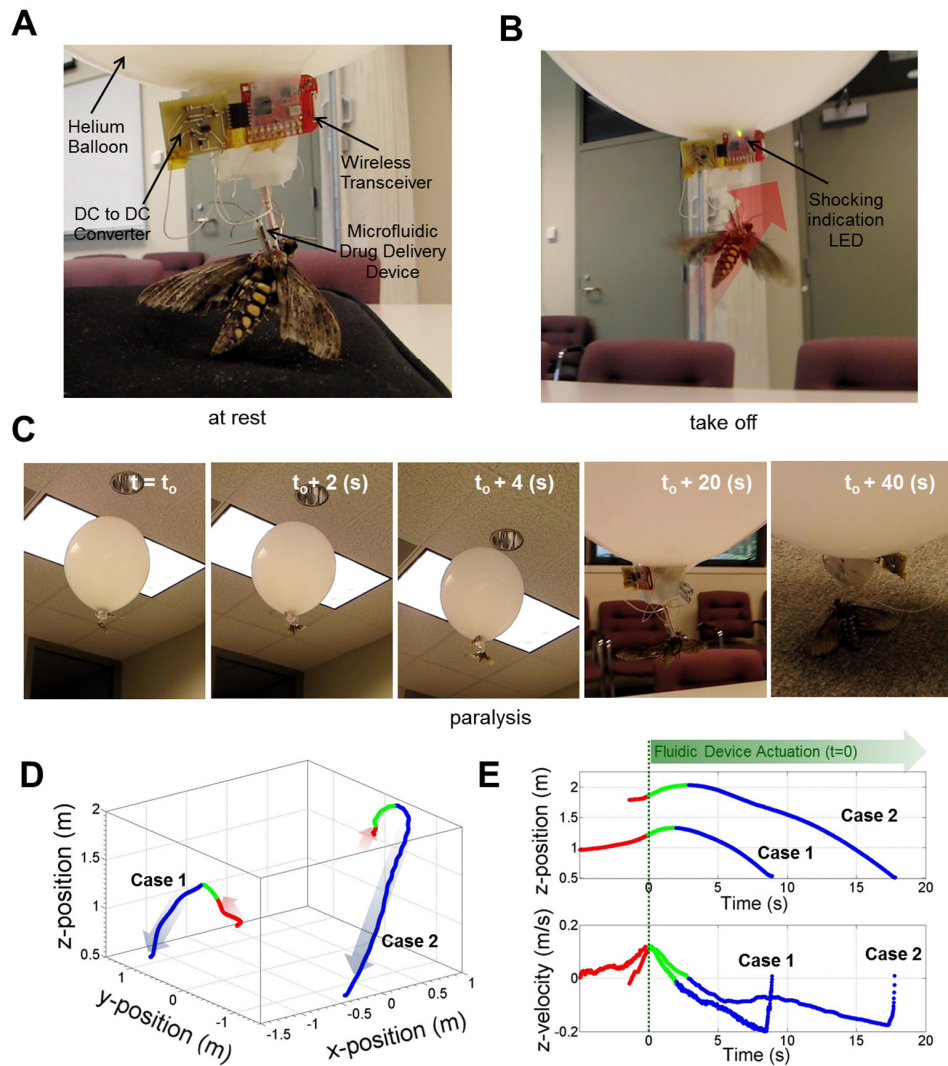 A
Helium
Balloon
DC to DC
Converter
Wireless
Transceiver
Microfluidic
Drug Delivery
Device
at rest
B
Shocking
indication
LED
take off
C
t = to
to + 2 (s)
to + 4 (s)
to + 20 (s)
to + 40 (s)
paralysis
D
z-position (m)
2
1.5
1
0.5
Case 1
Case 2
1
0
-1
y-position (m)
-1.5
-1
-0.5
0
0.5
1
x-position (m)
E
Fluidic Device Actuation (t=0)
z-position (m)
2
1.5
1
0.5
Case 2
Case 1
0
5
10
15
20
Time (s)
z-velocity (m/s)
0.2
0
-0.2
Case 1
Case 2
0
5
10
15
20
Time (s)